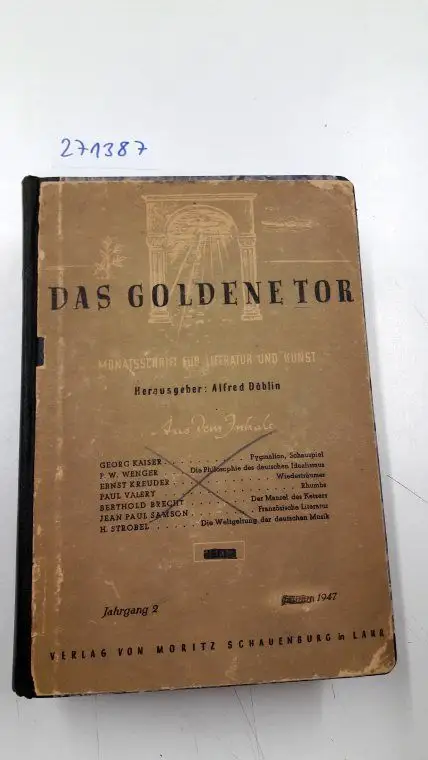 271387
DAS GOLDENE TOR
MONATSSCHRIFT FÜR LITERATUR UND KUNST
Herausgeber: Alfred Döblin
Aus dem Inhalt:
GEORG KAISER . . . . . . . . . . Pygmalion, Schauspiel
P. W. WENGER . . . . Die Philosophie des deutschen Idealismus
ERNST KREUDER . . . . . . . . . . Wiedesträumer
PAUL VALERY . . . . . . . . . . Rhumbs
BERTHOLD BRECHT . . . . . . . . Der Mantel des Ketzers
JEAN PAUL SAMSON . . . . . . . Französische Literatur
H. STROBEL . . . . . . Die Weltgeltung der deutschen Musik
Jahrgang 2
1947
VERLAG VON MORITZ SCHAUENBURG in LAHR